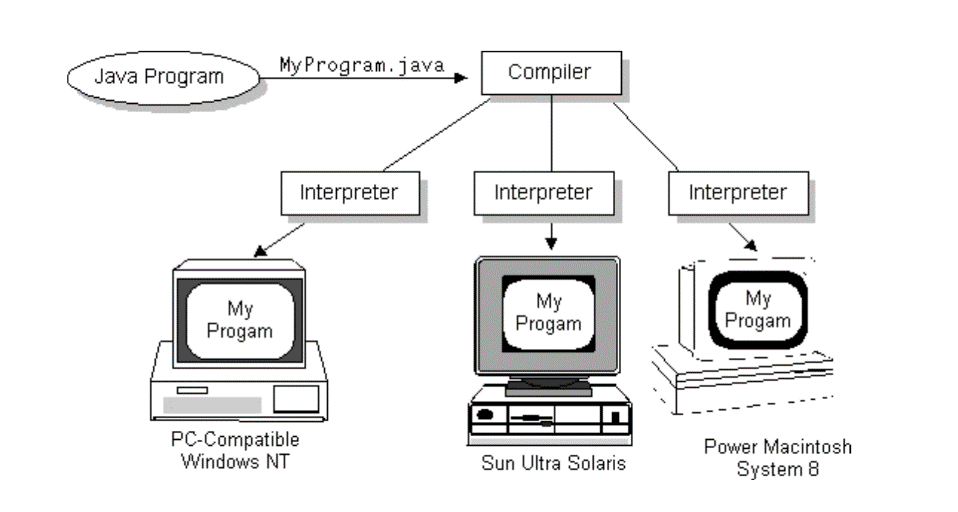 Java Program
MyProgram.java
Compiler
Interpreter
Interpreter
Interpreter
My
Progam
My
Progam
My
Progam
PC-Compatible
Windows NT
Sun Ultra Solaris
Power Macintosh
System 8